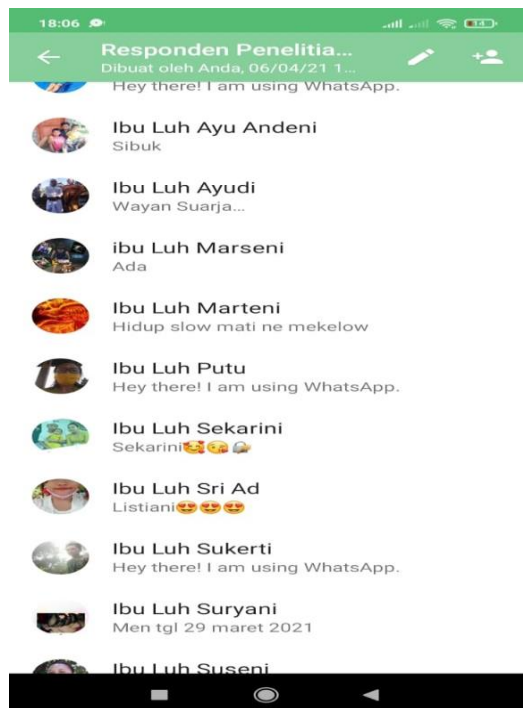 18:06
Responden Penelitia...
Dibuat oleh Anda, 06/04/21 1...
Hey there! I am using WhatsApp.
Ibu Luh Ayu Andeni
Sibuk
Ibu Luh Ayudi
Wayan Suarja...
ibu Luh Marseni
Ada
Ibu Luh Marteni
Hidup slow mati ne mekelow
Ibu Luh Putu
Hey there! I am using WhatsApp.
Ibu Luh Sekarini
Sekarini🥰😘🔐
Ibu Luh Sri Ad
Listiani😍😍😍
Ibu Luh Sukerti
Hey there! I am using WhatsApp.
Ibu Luh Suryani
Men tgl 29 maret 2021
Ibu Luh Suseni